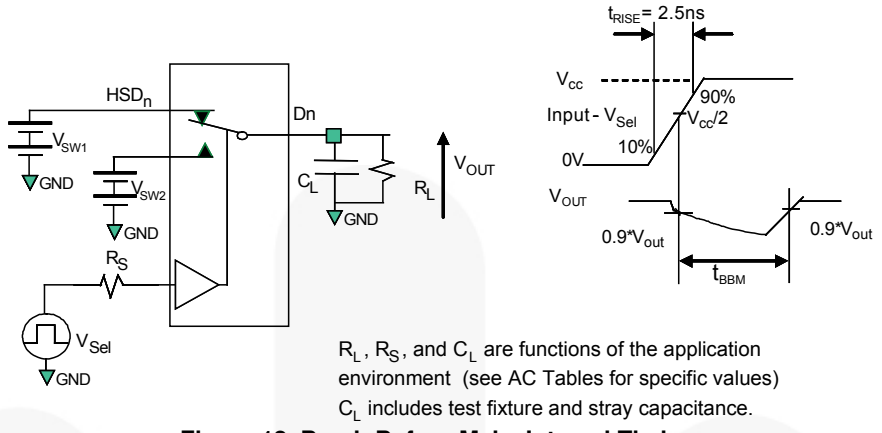 tRISE= 2.5ns
HSDn
Dn
VSW1
GND
VSW2
GND
CL
RL
VOUT
GND
RS
VSel
GND
Vcc
90%
Input - VSel
Vcc/2
10%
0V
VOUT
0.9*Vout
0.9*Vout
tBBM
RL, RS, and CL are functions of the application
environment (see AC Tables for specific values)
CL includes test fixture and stray capacitance.